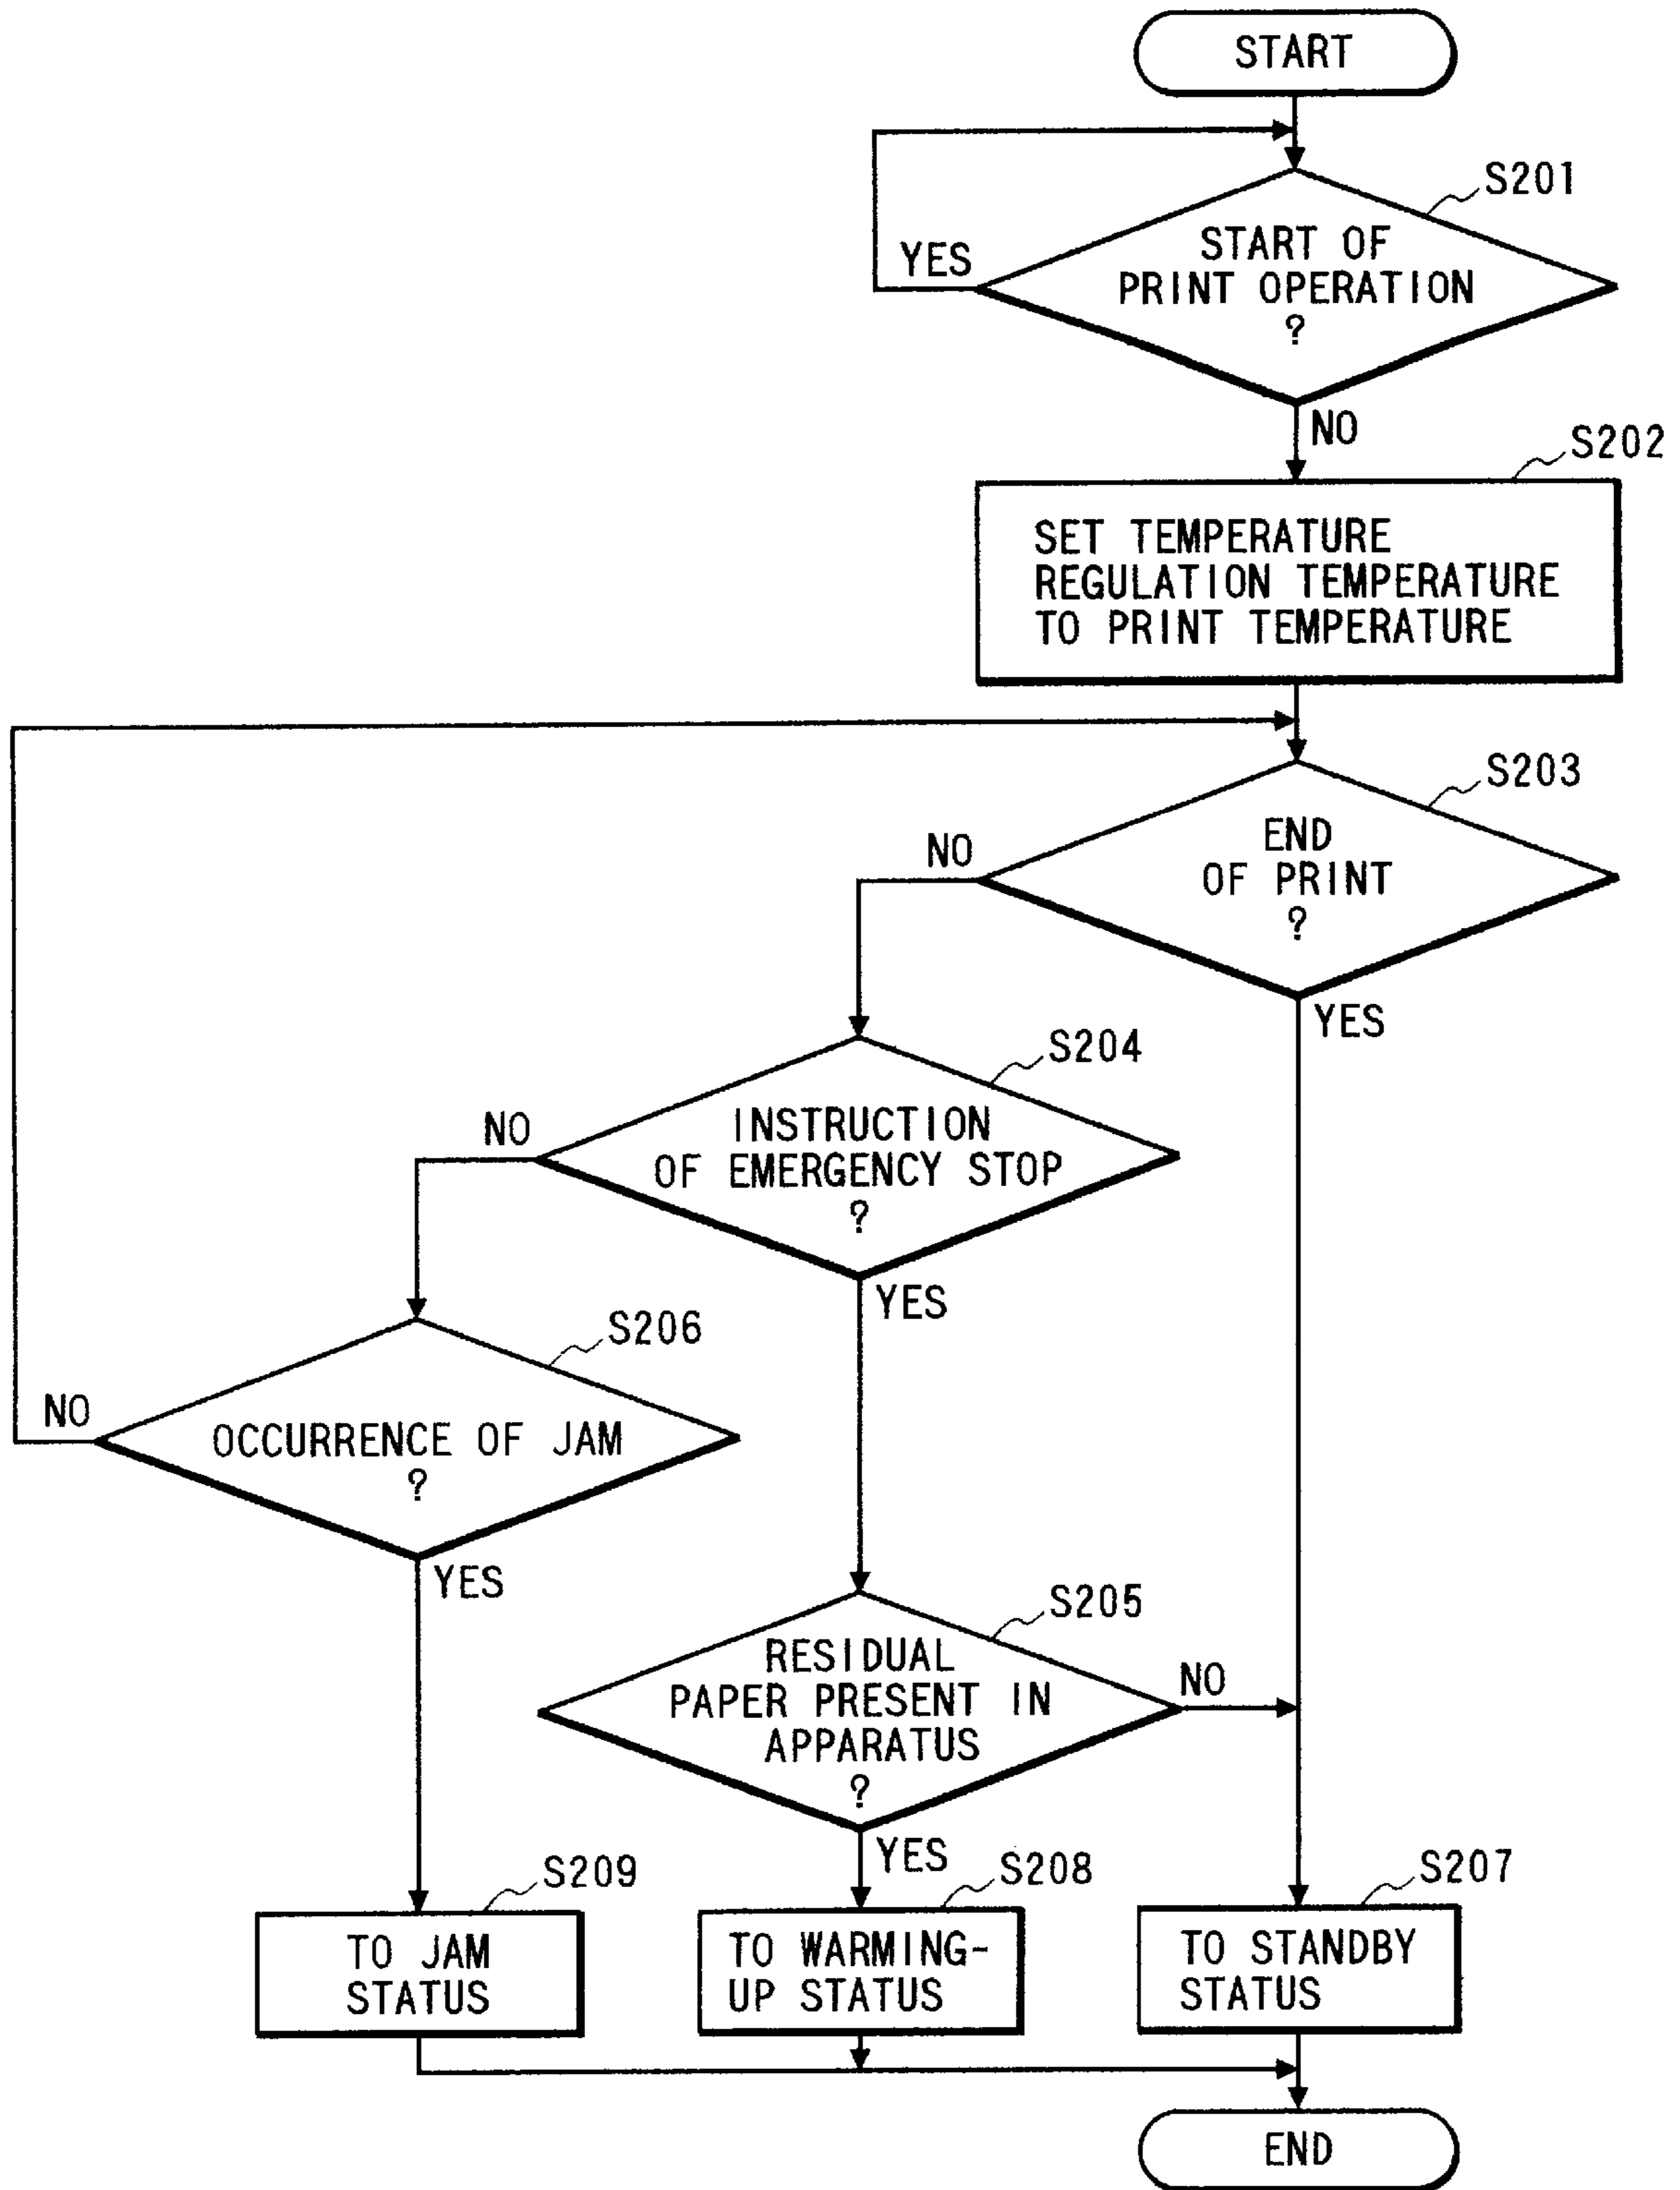 START
S201
START OF
PRINT OPERATION
?
YES
NO
S202
SET TEMPERATURE
REGULATION TEMPERATURE
TO PRINT TEMPERATURE
S203
END
OF PRINT
?
NO
YES
S204
INSTRUCTION
OF EMERGENCY STOP
?
NO
YES
S206
OCCURRENCE OF JAM
?
NO
YES
S205
RESIDUAL
PAPER PRESENT IN
APPARATUS
?
NO
YES
S209
TO JAM
STATUS
S208
TO WARMING-
UP STATUS
S207
TO STANDBY
STATUS
END